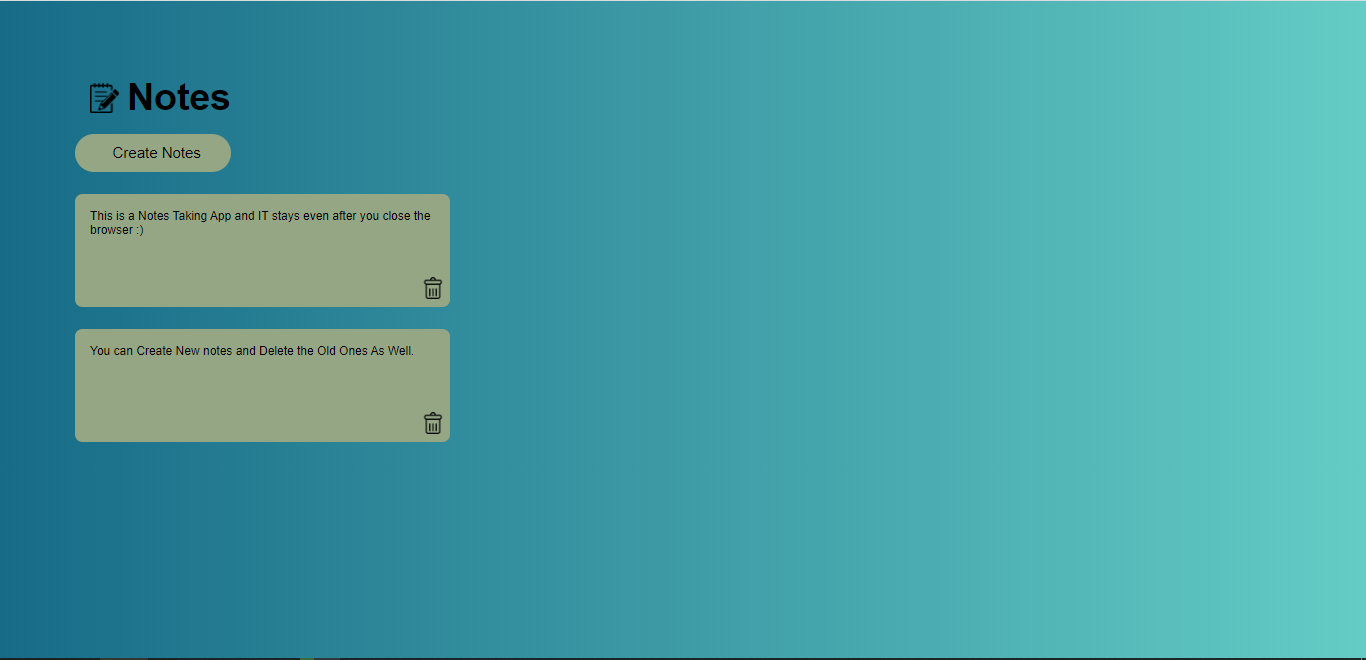 Notes
Create Notes
This is a Notes Taking App and IT stays even after you close the
browser :)
You can Create New notes and Delete the Old Ones As Well.